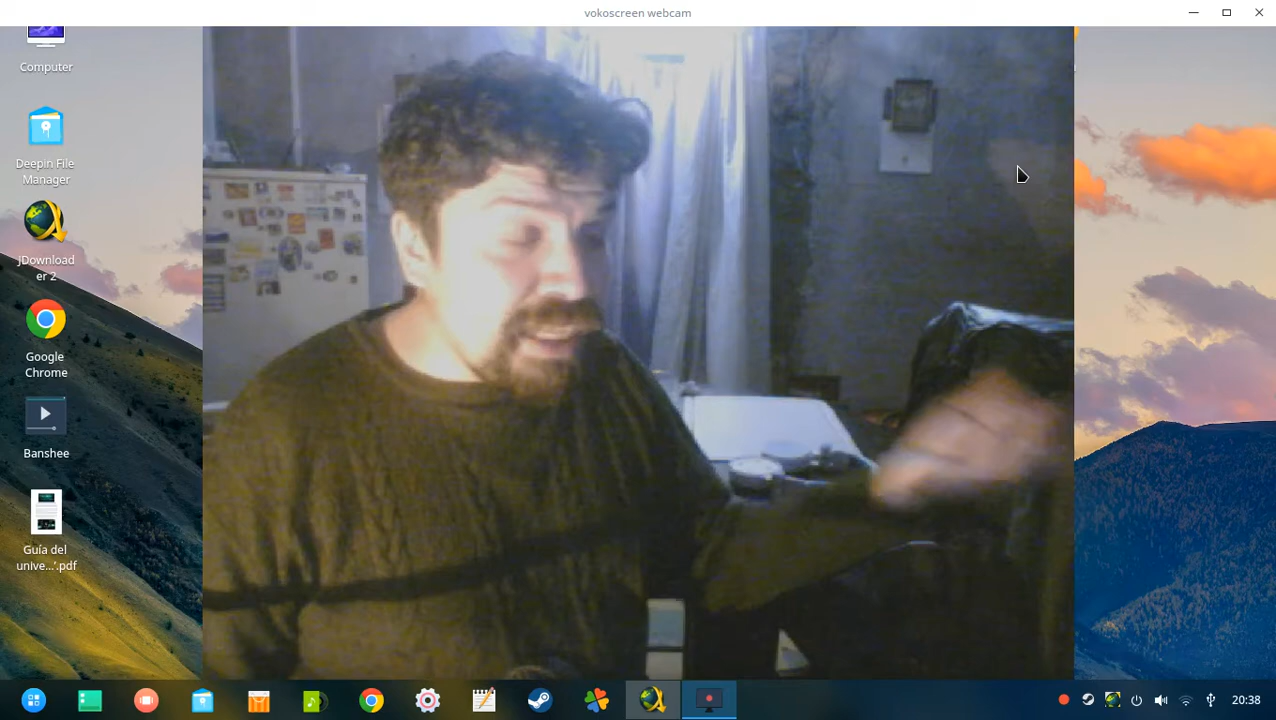 vokoscreen webcam
Computer
Deepin File
Manager
JDownload
er 2
Google
Chrome
Banshee
Guía del
unive...'.pdf
20:38